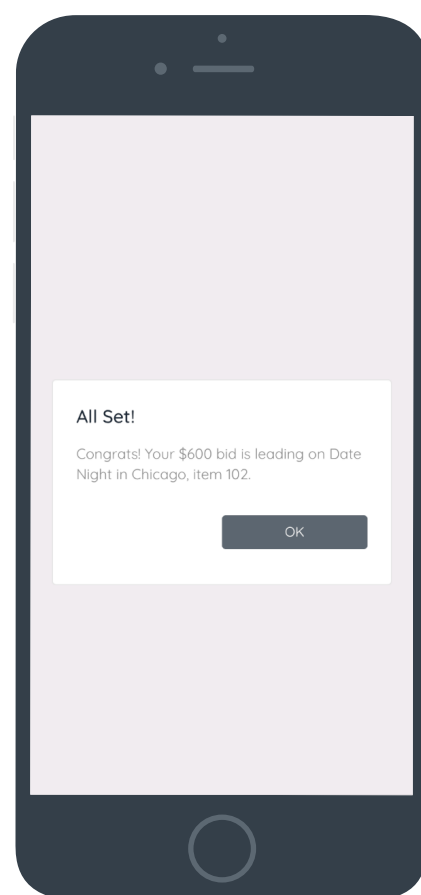 All Set!
Congrats! Your $600 bid is leading on Date
Night in Chicago, item 102.
OK